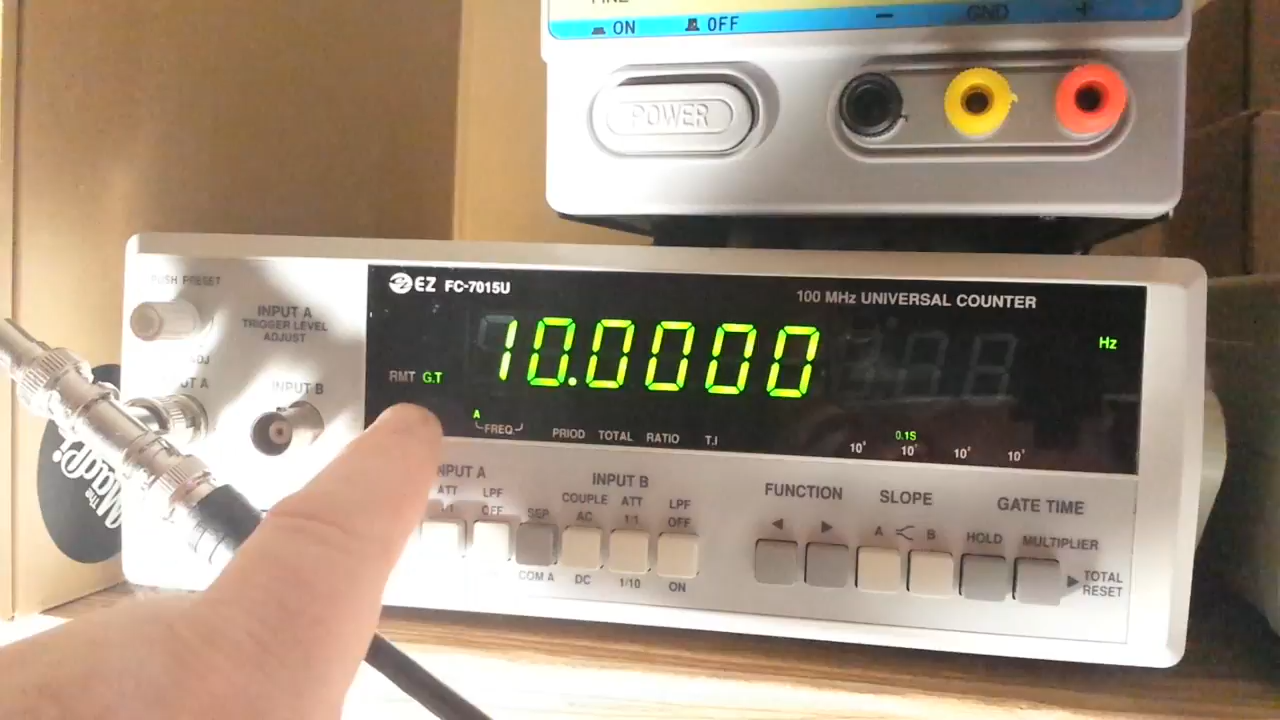 ON OFF - GND +
POWER
PUSH PRESET
INPUT A
TRIGGER LEVEL
ADJUST
INPUT B
EZ FC-7015U
100 MHz UNIVERSAL COUNTER
10.0000
Hz
RMT G.T
A
FREQ.
PRIOD TOTAL RATIO T.I
0.1S
The
MagPi
INPUT B
COUPLE ATT LPF
AC 1/1 OFF
ATT LPF
OFF
SEP
COM A
DC 1/10 ON
FUNCTION SLOPE GATE TIME
◀ ▶ A B HOLD MULTIPLIER
▶ TOTAL
RESET